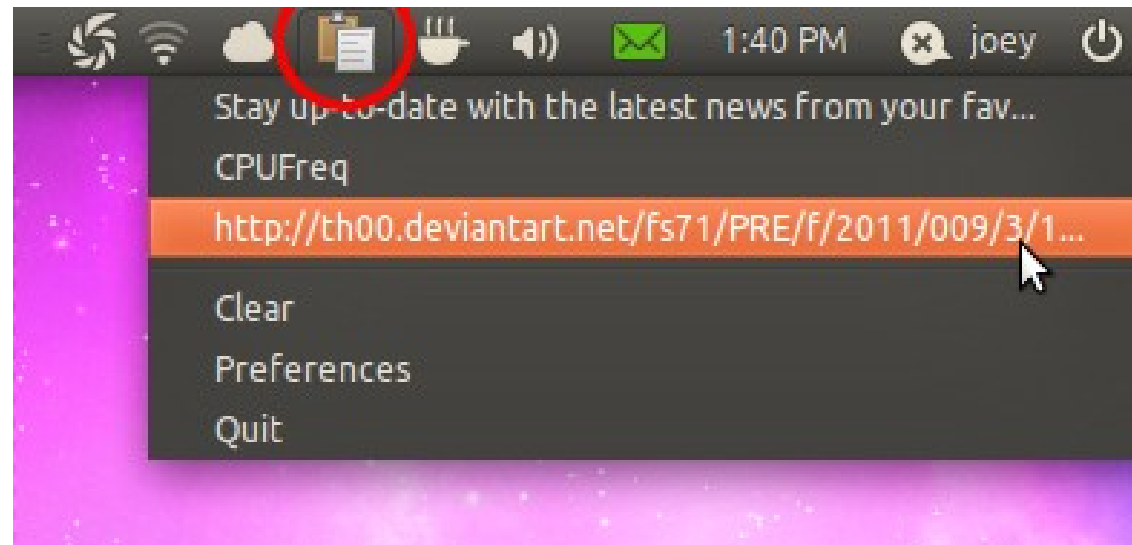 1:40 PM joey
Stay up-to-date with the latest news from your fav...
CPUFreq
http://th00.deviantart.net/fs71/PRE/f/2011/009/3/1...
Clear
Preferences
Quit